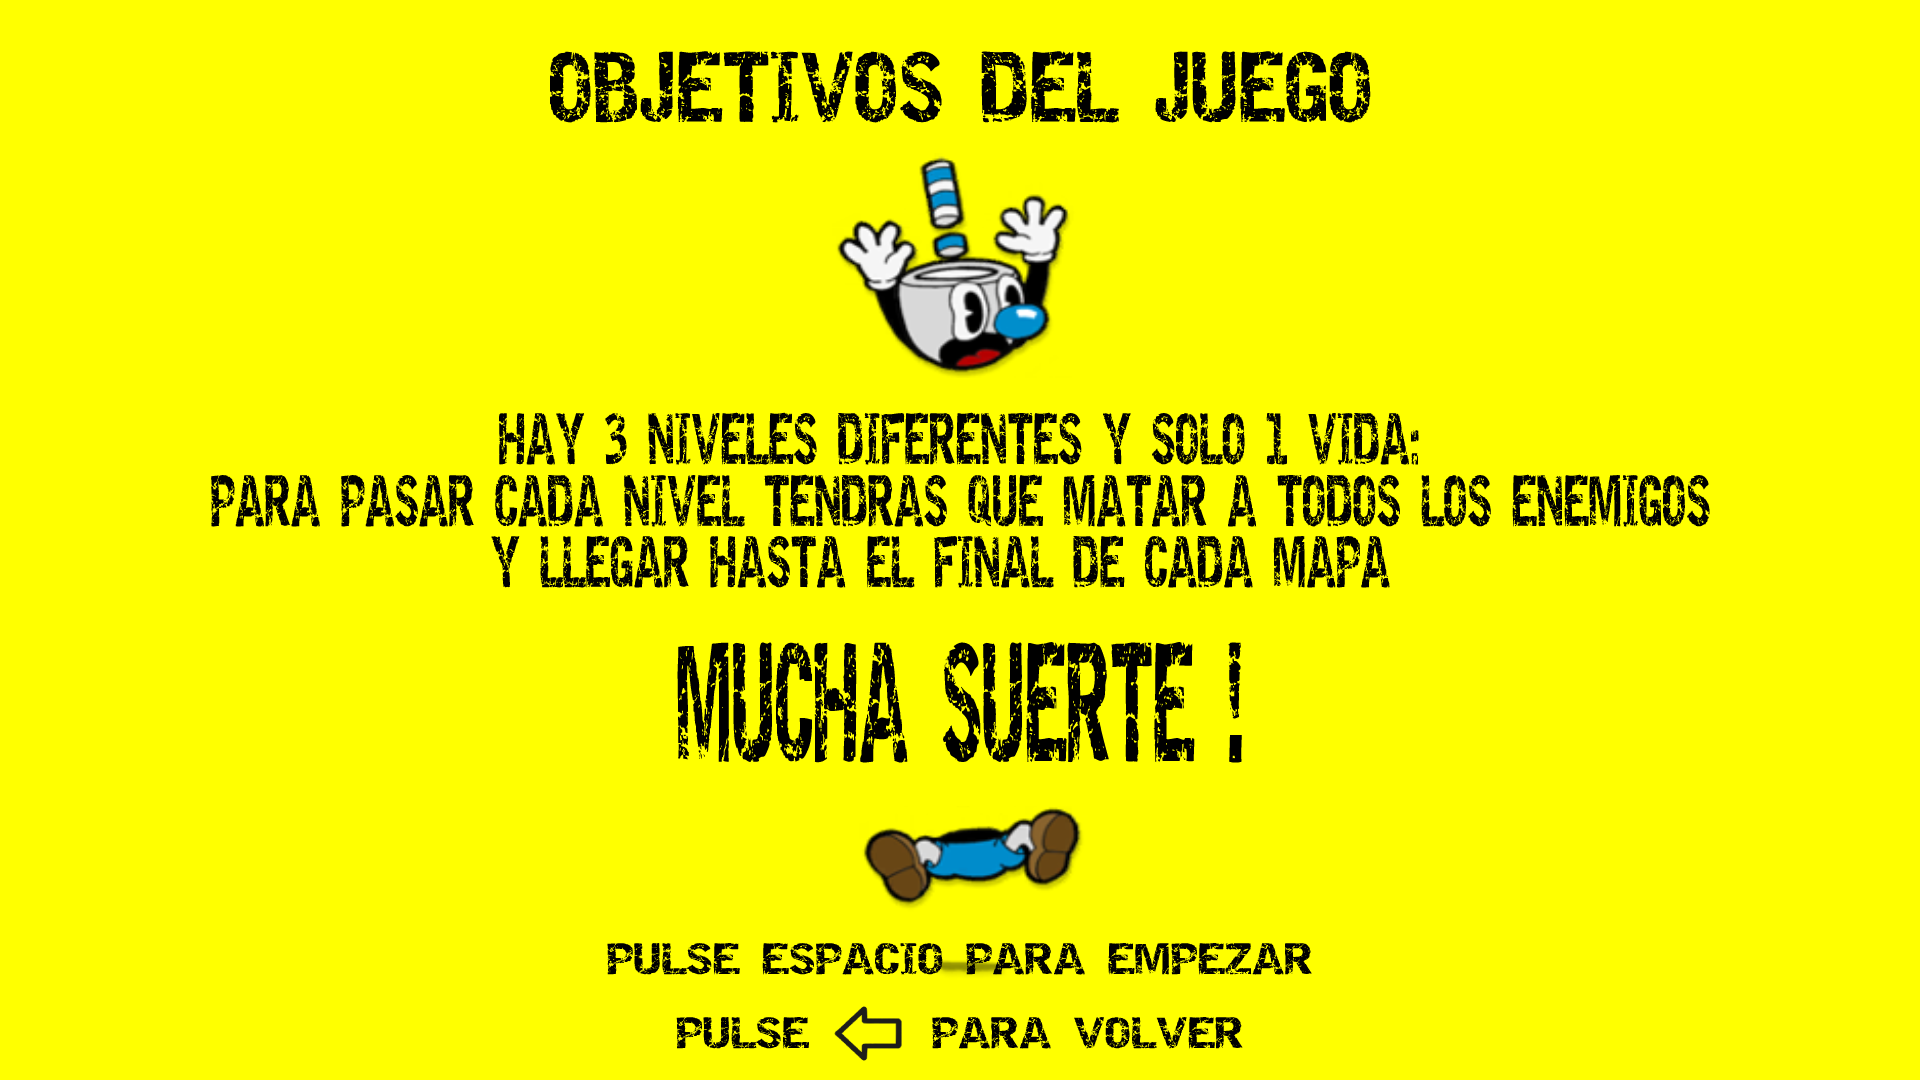 OBJETIVOS DEL JUEGO
HAY 3 NIVELES DIFERENTES Y SOLO 1 VIDA:
PARA PASAR CADA NIVEL TENDRAS QUE MATAR A TODOS LOS ENEMIGOS
Y LLEGAR HASTA EL FINAL DE CADA MAPA
MUCHA SUERTE !
PULSE ESPACIO PARA EMPEZAR
PULSE PARA VOLVER